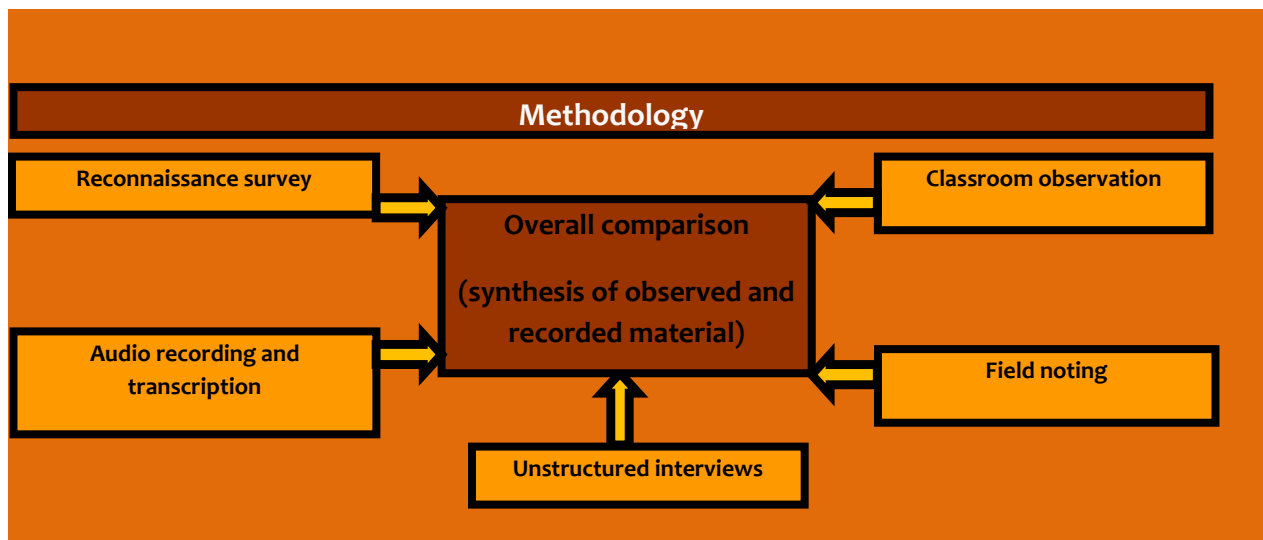 Methodology
Reconnaissance survey
Classroom observation
Overall comparison
(synthesis of observed and
recorded material)
Audio recording and
transcription
Field noting
Unstructured interviews